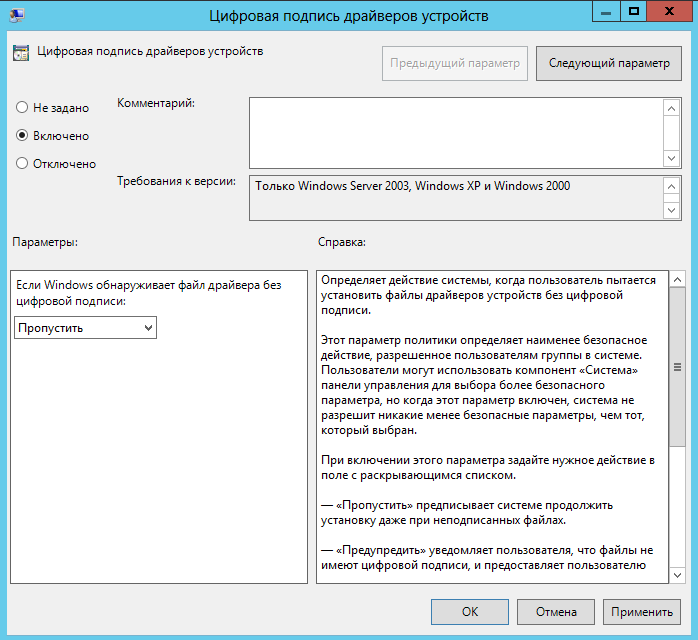 Цифровая подпись драйверов устройств
Цифровая подпись драйверов устройств
Предыдущий параметр
Следующий параметр
Не задано
Включено
Отключено
Комментарий:
Требования к версии:
Только Windows Server 2003, Windows XP и Windows 2000
Параметры:
Справка:
Если Windows обнаруживает файл драйвера без
цифровой подписи:
Пропустить
Определяет действие системы, когда пользователь пытается
установить файлы драйверов устройств без цифровой
подписи.
Этот параметр политики определяет наименее безопасное
действие, разрешенное пользователям группы в системе.
Пользователи могут использовать компонент «Система»
панели управления для выбора более безопасного
параметра, но когда этот параметр включен, система не
разрешит никакие менее безопасные параметры, чем тот,
который выбран.
При включении этого параметра задайте нужное действие в
поле с раскрывающимся списком.
— «Пропустить» предписывает системе продолжить
установку даже при неподписанных файлах.
— «Предупредить» уведомляет пользователя, что файлы не
имеют цифровой подписи, и предоставляет пользователю
ОК
Отмена
Применить